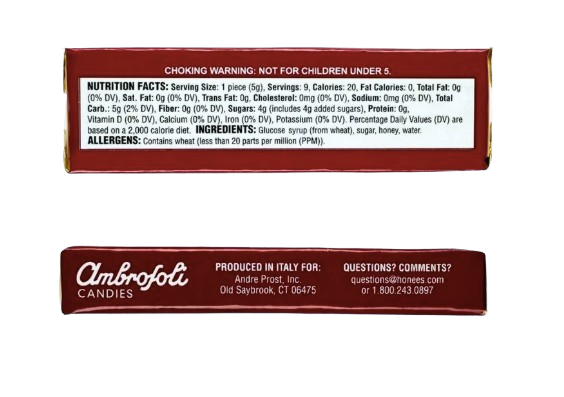 CHOKING WARNING: NOT FOR CHILDREN UNDER 5.
NUTRITION FACTS: Serving Size: 1 piece (5g), Servings: 9, Calories: 20, Fat Calories: 0, Total Fat: 0g
(0% DV), Sat. Fat: 0g (0% DV), Trans Fat: 0g, Cholesterol: 0mg (0% DV), Sodium: 0mg (0% DV), Total
Carb.: 5g (2% DV), Fiber: 0g (0% DV), Sugars: 4g (includes 4g added sugars), Protein: 0g,
Vitamin D (0% DV), Calcium (0% DV), Iron (0% DV), Potassium (0% DV). Percentage Daily Values (DV) are
based on a 2,000 calorie diet. INGREDIENTS: Glucose syrup (from wheat), sugar, honey, water.
ALLERGENS: Contains wheat (less than 20 parts per million (PPM)).
Ambrosoli
CANDIES
PRODUCED IN ITALY FOR:
Andre Prost, Inc.
Old Saybrook, CT 06475
QUESTIONS? COMMENTS?
questions@honees.com
or 1 800.243.0897